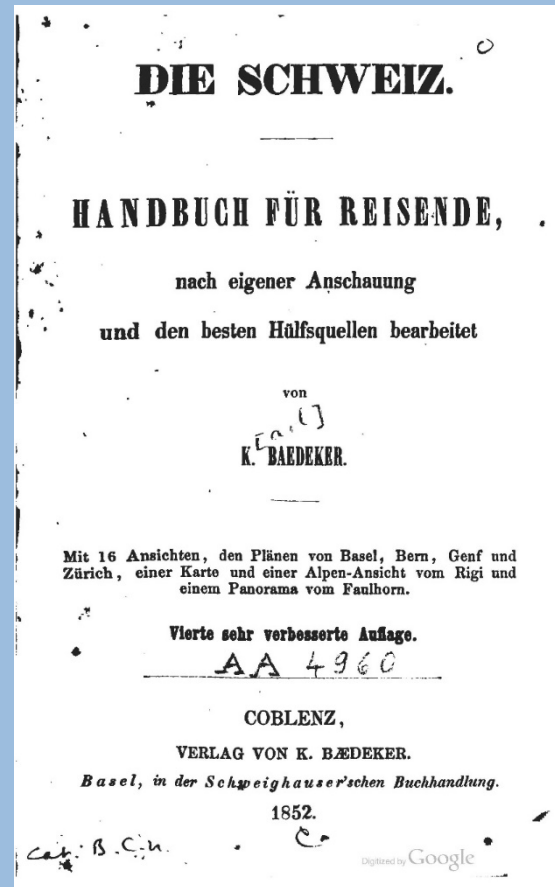 DIE SCHWEIZ.
HANDBUCH FÜR REISENDE,
nach eigener Anschauung
und den besten Hülfsquellen bearbeitet
von
K. BAEDEKER.
Mit 16 Ansichten, den Plänen von Basel, Bern, Genf und
Zürich, einer Karte und einer Alpen-Ansicht vom Rigi und
einem Panorama vom Faulhorn.
Vierte sehr verbesserte Auflage.
AA 4960
COBLENZ,
VERLAG VON K. BÆDEKER.
Basel, in der Schweighauser'schen Buchhandlung.
1852.
Cat. B.C.n.
Digitized by Google